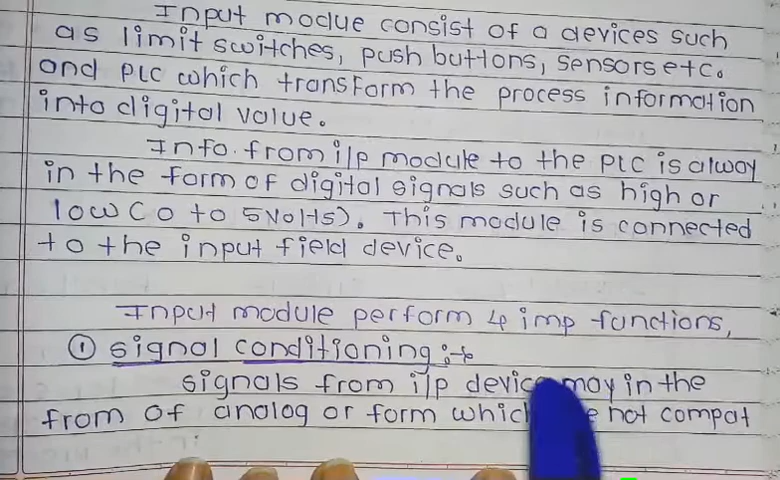 Input modue consist of a devices such
as limit switches, push buttons, sensors etc.
and PLC which transform the process information
into digital value.
Info. from i/p module to the PLC is alway
in the form of digital signals such as high or
low (0 to 5Volts). This module is connected
to the input field device.
Input module perform 4 imp functions,
① signal conditioning :-
signals from i/p device may in the
from of analog or form which not compat